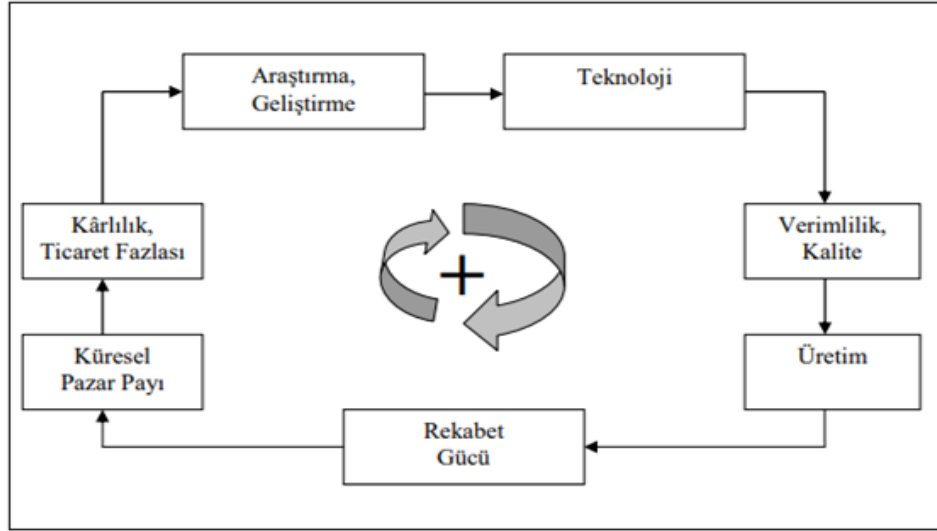 Araştırma,
Geliştirme
Teknoloji
Verimlilik,
Kalite
Üretim
Rekabet
Gücü
Küresel
Pazar Payı
Kârlılık,
Ticaret Fazlası
+